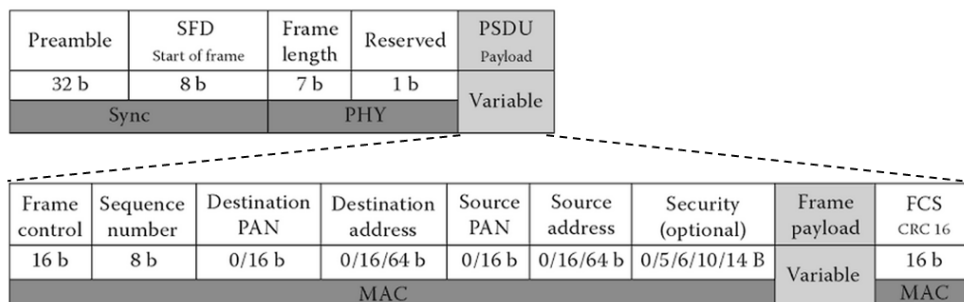 Preamble SFD Frame Reserved PSDU
Start of frame length Payload
32 b 8 b 7 b 1 b Variable
Sync PHY
Frame Sequence Destination Destination Source Source Security Frame FCS
control number PAN address PAN address (optional) payload CRC 16
16 b 8 b 0/16 b 0/16/64 b 0/16 b 0/16/64 b 0/5/6/10/14 B Variable 16 b
MAC MAC